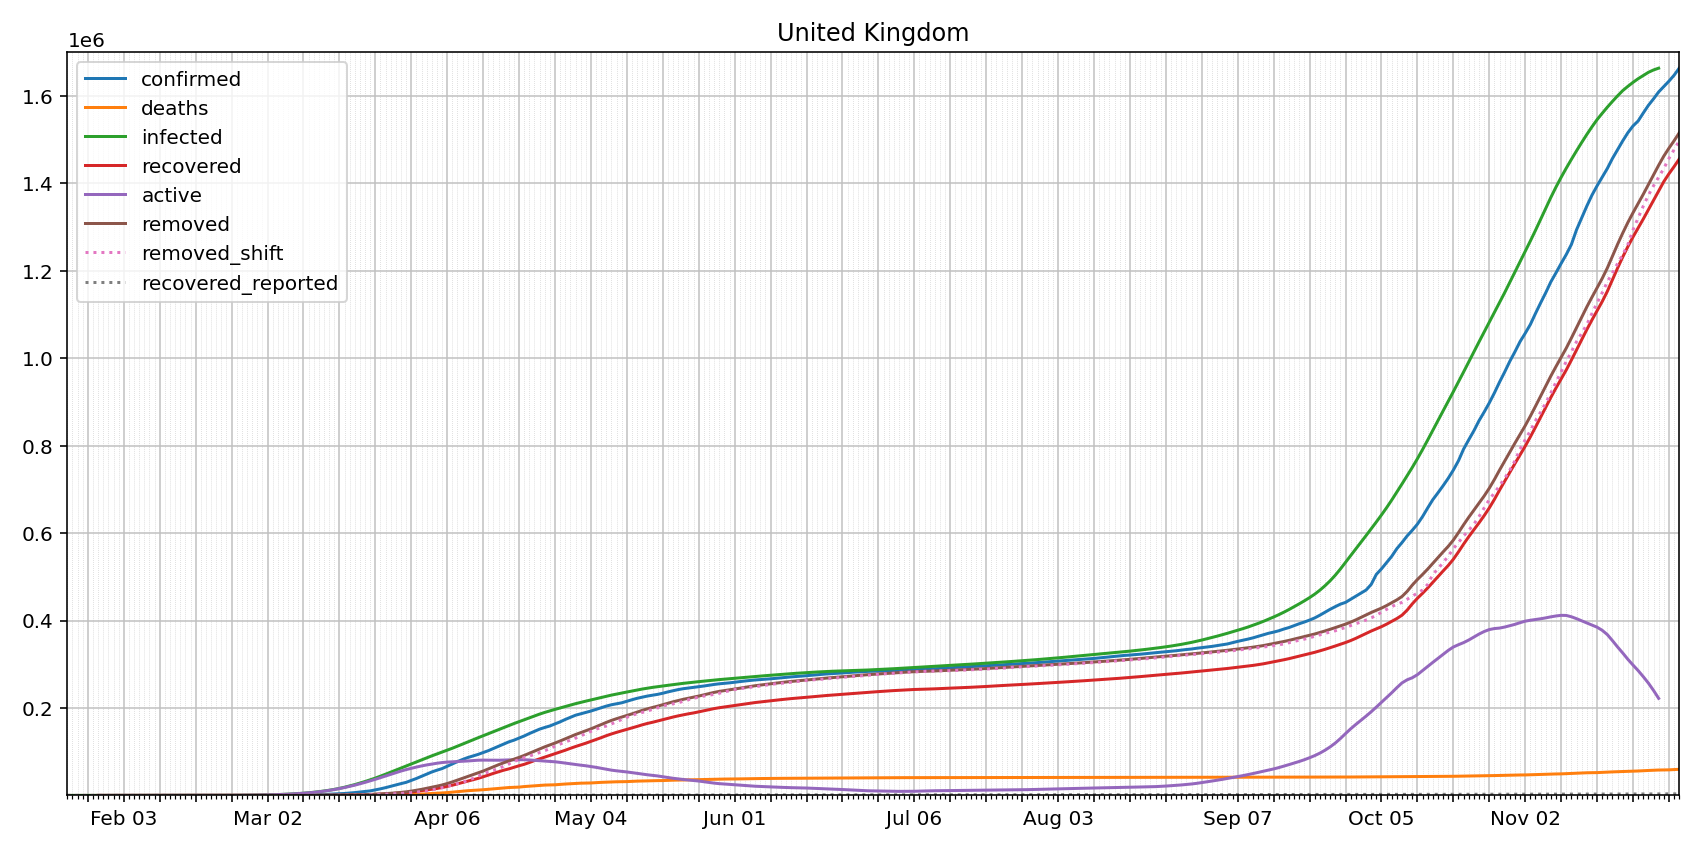 United Kingdom
1e6
confirmed
deaths
infected
recovered
active
removed
removed_shift
recovered_reported
1.6
1.4
1.2
1.0
0.8
0.6
0.4
0.2
Feb 03 Mar 02 Apr 06 May 04 Jun 01 Jul 06 Aug 03 Sep 07 Oct 05 Nov 02